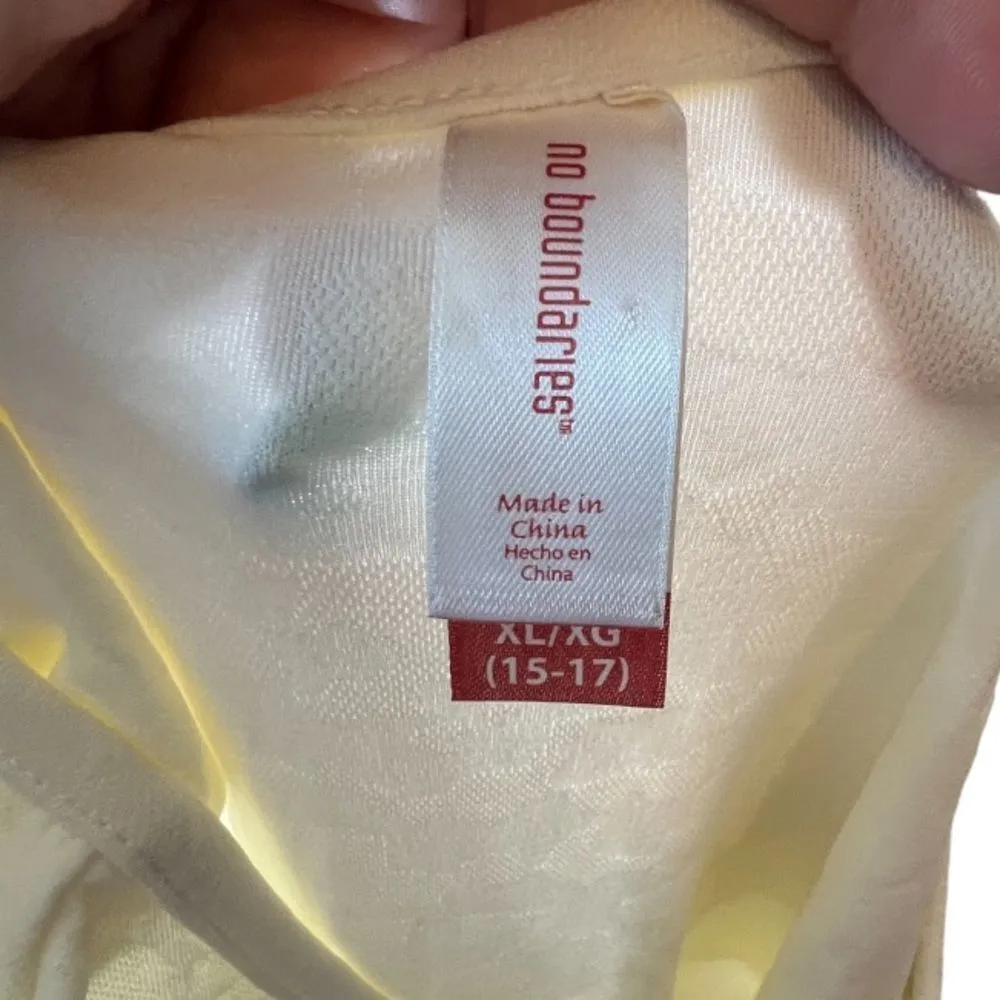 no boundaries™
Made in
China
Hecho en
China
XL/XG
(15-17)